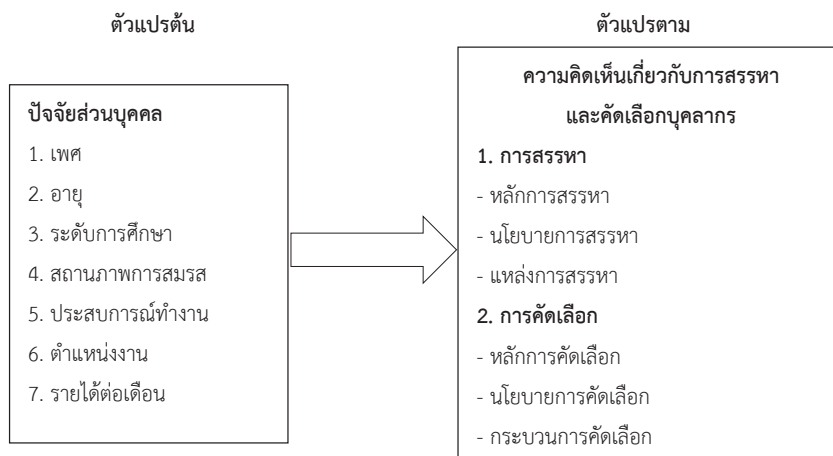 ตัวแปรต้น
ตัวแปรตาม
ปัจจัยส่วนบุคคล
1. เพศ
2. อายุ
3. ระดับการศึกษา
4. สถานภาพการสมรส
5. ประสบการณ์ทำงาน
6. ตำแหน่งงาน
7. รายได้ต่อเดือน
ความคิดเห็นเกี่ยวกับการสรรหา
และคัดเลือกบุคลากร
1. การสรรหา
- หลักการสรรหา
- นโยบายการสรรหา
- แหล่งการสรรหา
2. การคัดเลือก
- หลักการคัดเลือก
- นโยบายการคัดเลือก
- กระบวนการคัดเลือก